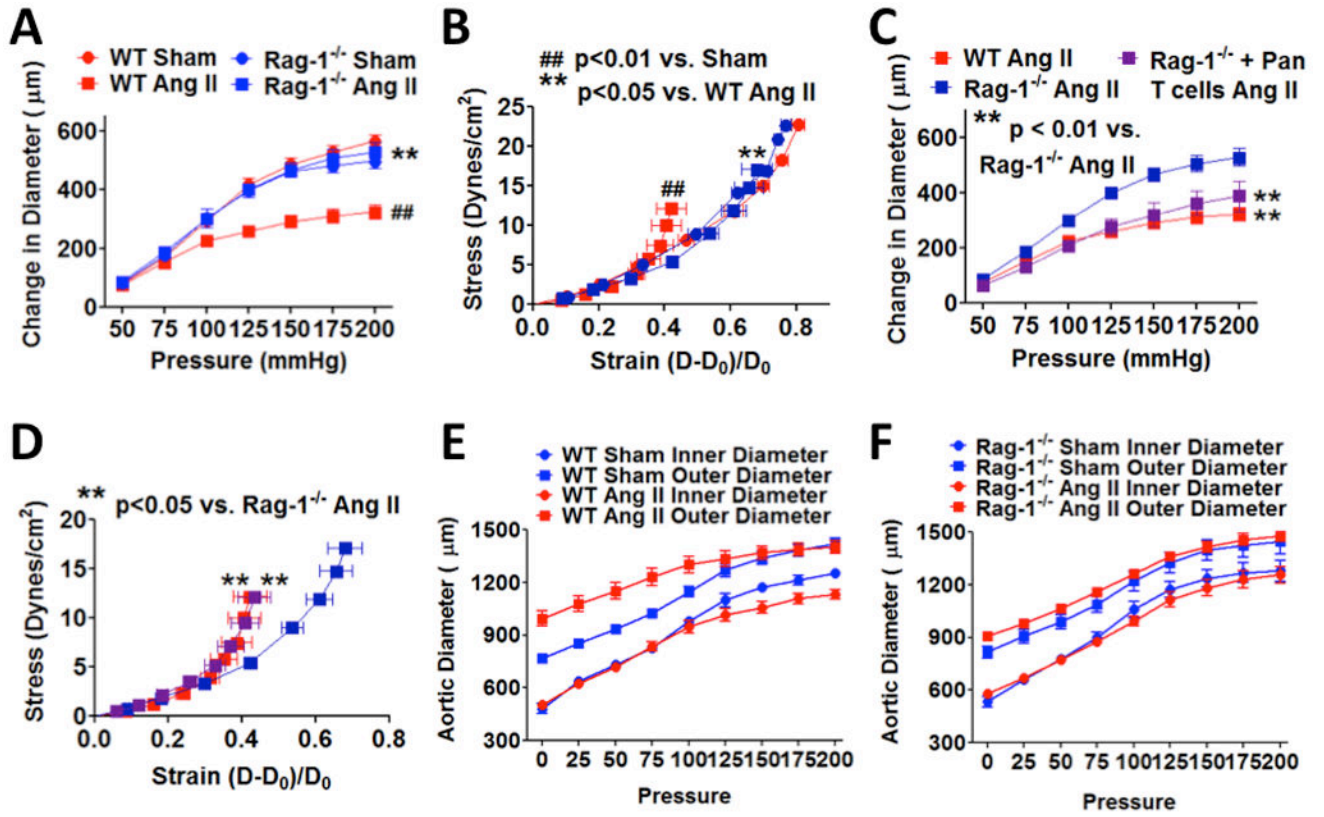 A
WT Sham
Rag-1-/- Sham
WT Ang II
Rag-1-/- Ang II
Change in Diameter ( μm)
600
400
200
0
**
##
50 75 100 125 150 175 200
Pressure (mmHg)
B
## p<0.01 vs. Sham
** p<0.05 vs. WT Ang II
Stress (Dynes/cm2)
25
20
15
10
5
0
**
##
0.0 0.2 0.4 0.6 0.8
Strain (D-D0)/D0
C
WT Ang II
Rag-1-/- Ang II
Rag-1-/- + Pan
T cells Ang II
** p < 0.01 vs.
Rag-1-/- Ang II
Change in Diameter ( μm)
600
400
200
0
**
**
50 75 100 125 150 175 200
Pressure (mmHg)
D
** p<0.05 vs. Rag-1-/- Ang II
Stress (Dynes/cm2)
20
15
10
5
0
** **
0.0 0.2 0.4 0.6 0.8
Strain (D-D0)/D0
E
WT Sham Inner Diameter
WT Sham Outer Diameter
WT Ang II Inner Diameter
WT Ang II Outer Diameter
Aortic Diameter ( μm)
1500
1200
900
600
300
0 25 50 75 100 125 150 175 200
Pressure
F
Rag-1-/- Sham Inner Diameter
Rag-1-/- Sham Outer Diameter
Rag-1-/- Ang II Inner Diameter
Rag-1-/- Ang II Outer Diameter
Aortic Diameter ( μm)
1500
1200
900
600
300
0 25 50 75 100 125 150 175 200
Pressure